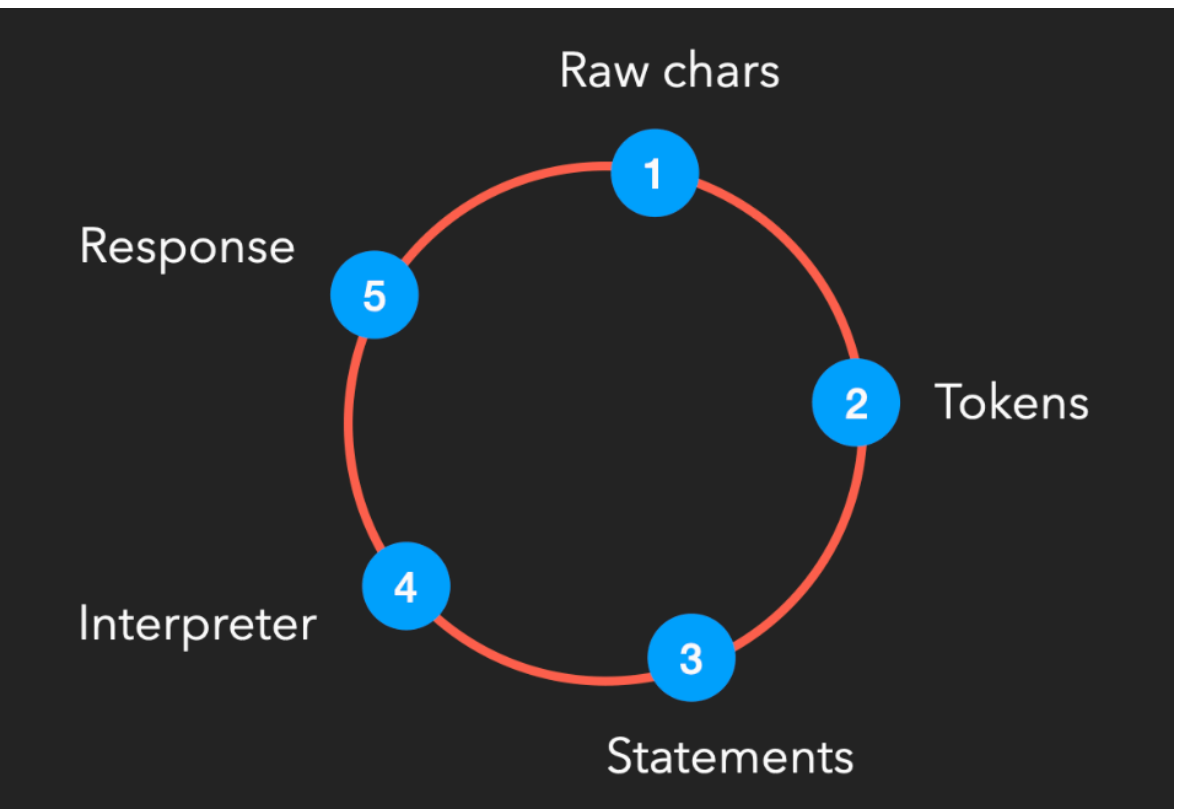 Raw chars
1
Response
5
2
Tokens
4
Interpreter
3
Statements